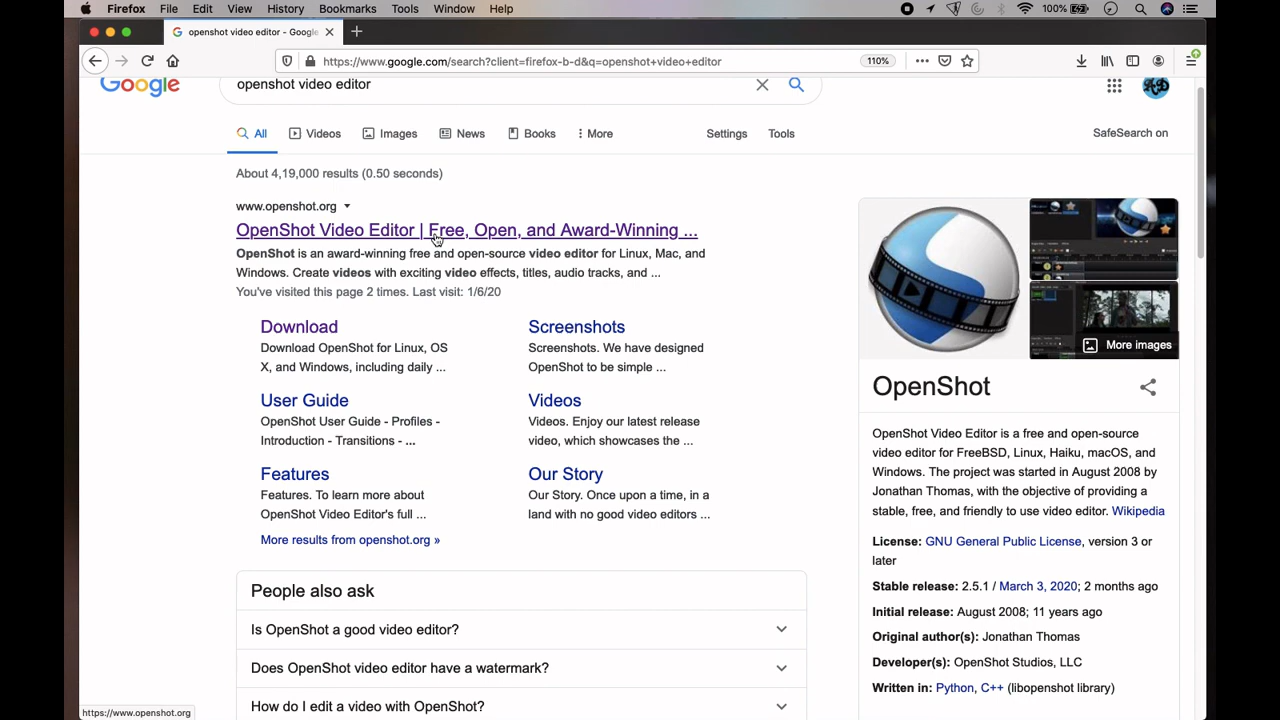 Firefox File Edit View History Bookmarks Tools Window Help 100%
openshot video editor - Google
https://www.google.com/search?client=firefox-b-d&q=openshot+video+editor 110%
Google openshot video editor
All Videos Images News Books More Settings Tools SafeSearch on
About 4,19,000 results (0.50 seconds)
www.openshot.org
OpenShot Video Editor | Free, Open, and Award-Winning ...
OpenShot is an award-winning free and open-source video editor for Linux, Mac, and
Windows. Create videos with exciting video effects, titles, audio tracks, and ...
You've visited this page 2 times. Last visit: 1/6/20
Download
Download OpenShot for Linux, OS
X, and Windows, including daily ...
Screenshots
Screenshots. We have designed
OpenShot to be simple ...
User Guide
OpenShot User Guide - Profiles -
Introduction - Transitions - ...
Videos
Videos. Enjoy our latest release
video, which showcases the ...
Features
Features. To learn more about
OpenShot Video Editor's full ...
Our Story
Our Story. Once upon a time, in a
land with no good video editors ...
More results from openshot.org »
People also ask
Is OpenShot a good video editor?
Does OpenShot video editor have a watermark?
How do I edit a video with OpenShot?
More images
OpenShot
OpenShot Video Editor is a free and open-source
video editor for FreeBSD, Linux, Haiku, macOS, and
Windows. The project was started in August 2008 by
Jonathan Thomas, with the objective of providing a
stable, free, and friendly to use video editor. Wikipedia
License: GNU General Public License, version 3 or
later
Stable release: 2.5.1 / March 3, 2020; 2 months ago
Initial release: August 2008; 11 years ago
Original author(s): Jonathan Thomas
Developer(s): OpenShot Studios, LLC
Written in: Python, C++ (libopenshot library)
https://www.openshot.org